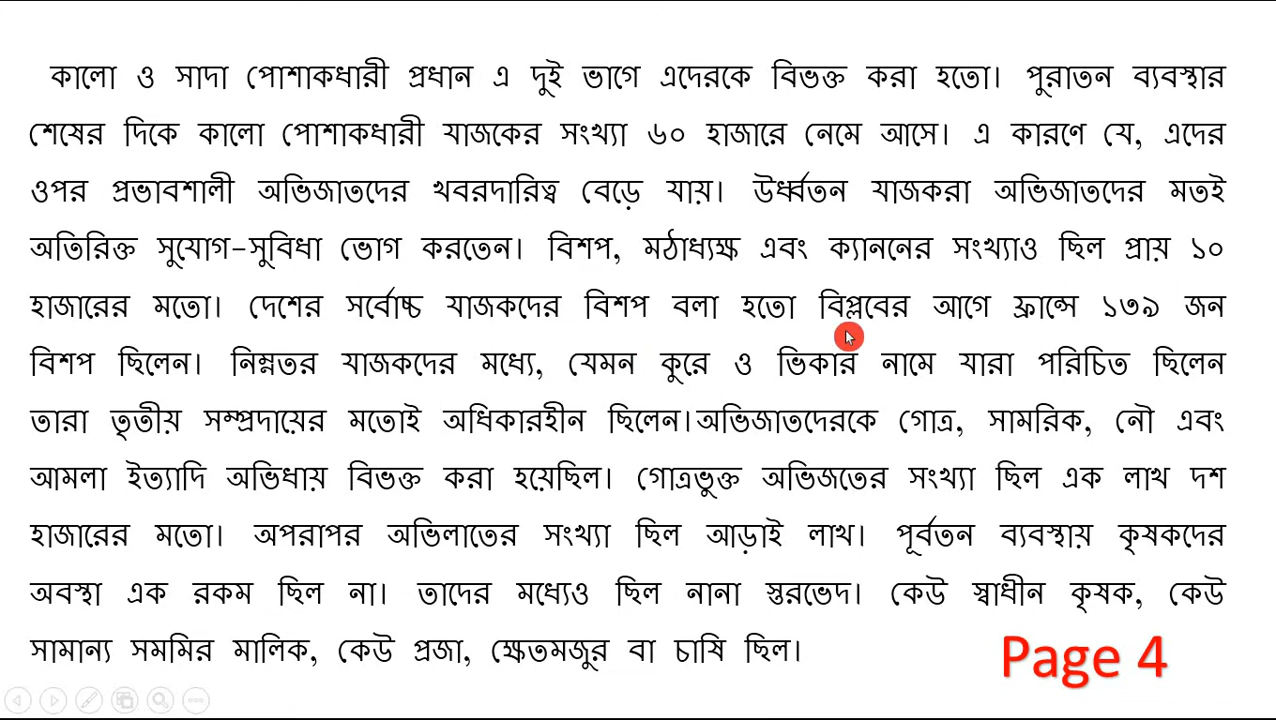 কালো ও সাদা পোশাকধারী প্রধান এ দুই ভাগে এদেরকে বিভক্ত করা হতো। পুরাতন ব্যবস্থার
শেষের দিকে কালো পোশাকধারী যাজকের সংখ্যা ৬০ হাজারে নেমে আসে। এ কারণে যে, এদের
ওপর প্রভাবশালী অভিজাতদের খবরদারিত্ব বেড়ে যায়। উর্ধ্বতন যাজকরা অভিজাতদের মতই
অতিরিক্ত সুযোগ-সুবিধা ভোগ করতেন। বিশপ, মঠাধ্যক্ষ এবং ক্যাননের সংখ্যাও ছিল প্রায় ১০
হাজারের মতো। দেশের সর্বোচ্চ যাজকদের বিশপ বলা হতো বিপ্লবের আগে ফ্রান্সে ১৩৯ জন
বিশপ ছিলেন। নিম্নতর যাজকদের মধ্যে, যেমন কুরে ও ভিকার নামে যারা পরিচিত ছিলেন
তারা তৃতীয় সম্প্রদায়ের মতোই অধিকারহীন ছিলেন।অভিজাতদেরকে গোত্র, সামরিক, নৌ এবং
আমলা ইত্যাদি অভিধায় বিভক্ত করা হয়েছিল। গোত্রভুক্ত অভিজতের সংখ্যা ছিল এক লাখ দশ
হাজারের মতো। অপরাপর অভিলাতের সংখ্যা ছিল আড়াই লাখ। পূর্বতন ব্যবস্থায় কৃষকদের
অবস্থা এক রকম ছিল না। তাদের মধ্যেও ছিল নানা স্তরভেদ। কেউ স্বাধীন কৃষক, কেউ
সামান্য সমমির মালিক, কেউ প্রজা, ক্ষেতমজুর বা চাষি ছিল।
Page 4